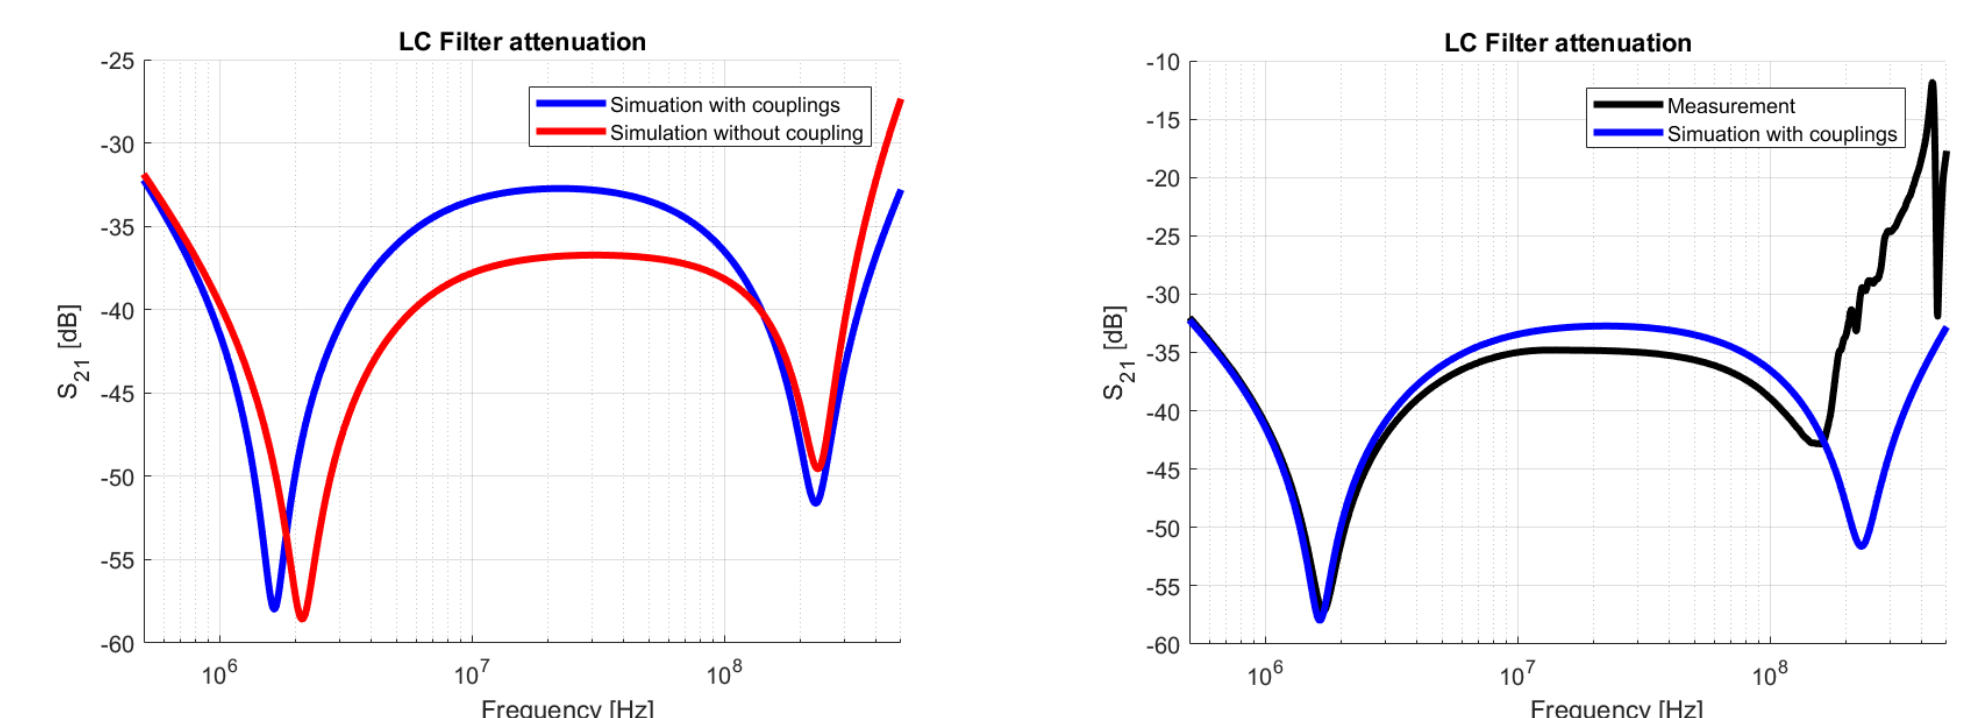 LC Filter attenuation
-25
-30
-35
-40
-45
-50
-55
-60
S21 [dB]
Simuation with couplings
Simulation without coupling
10^6
10^7
10^8
Frequency [Hz]
LC Filter attenuation
-10
-15
-20
-25
-30
-35
-40
-45
-50
-55
-60
S21 [dB]
Measurement
Simuation with couplings
10^6
10^7
10^8
Frequency [Hz]